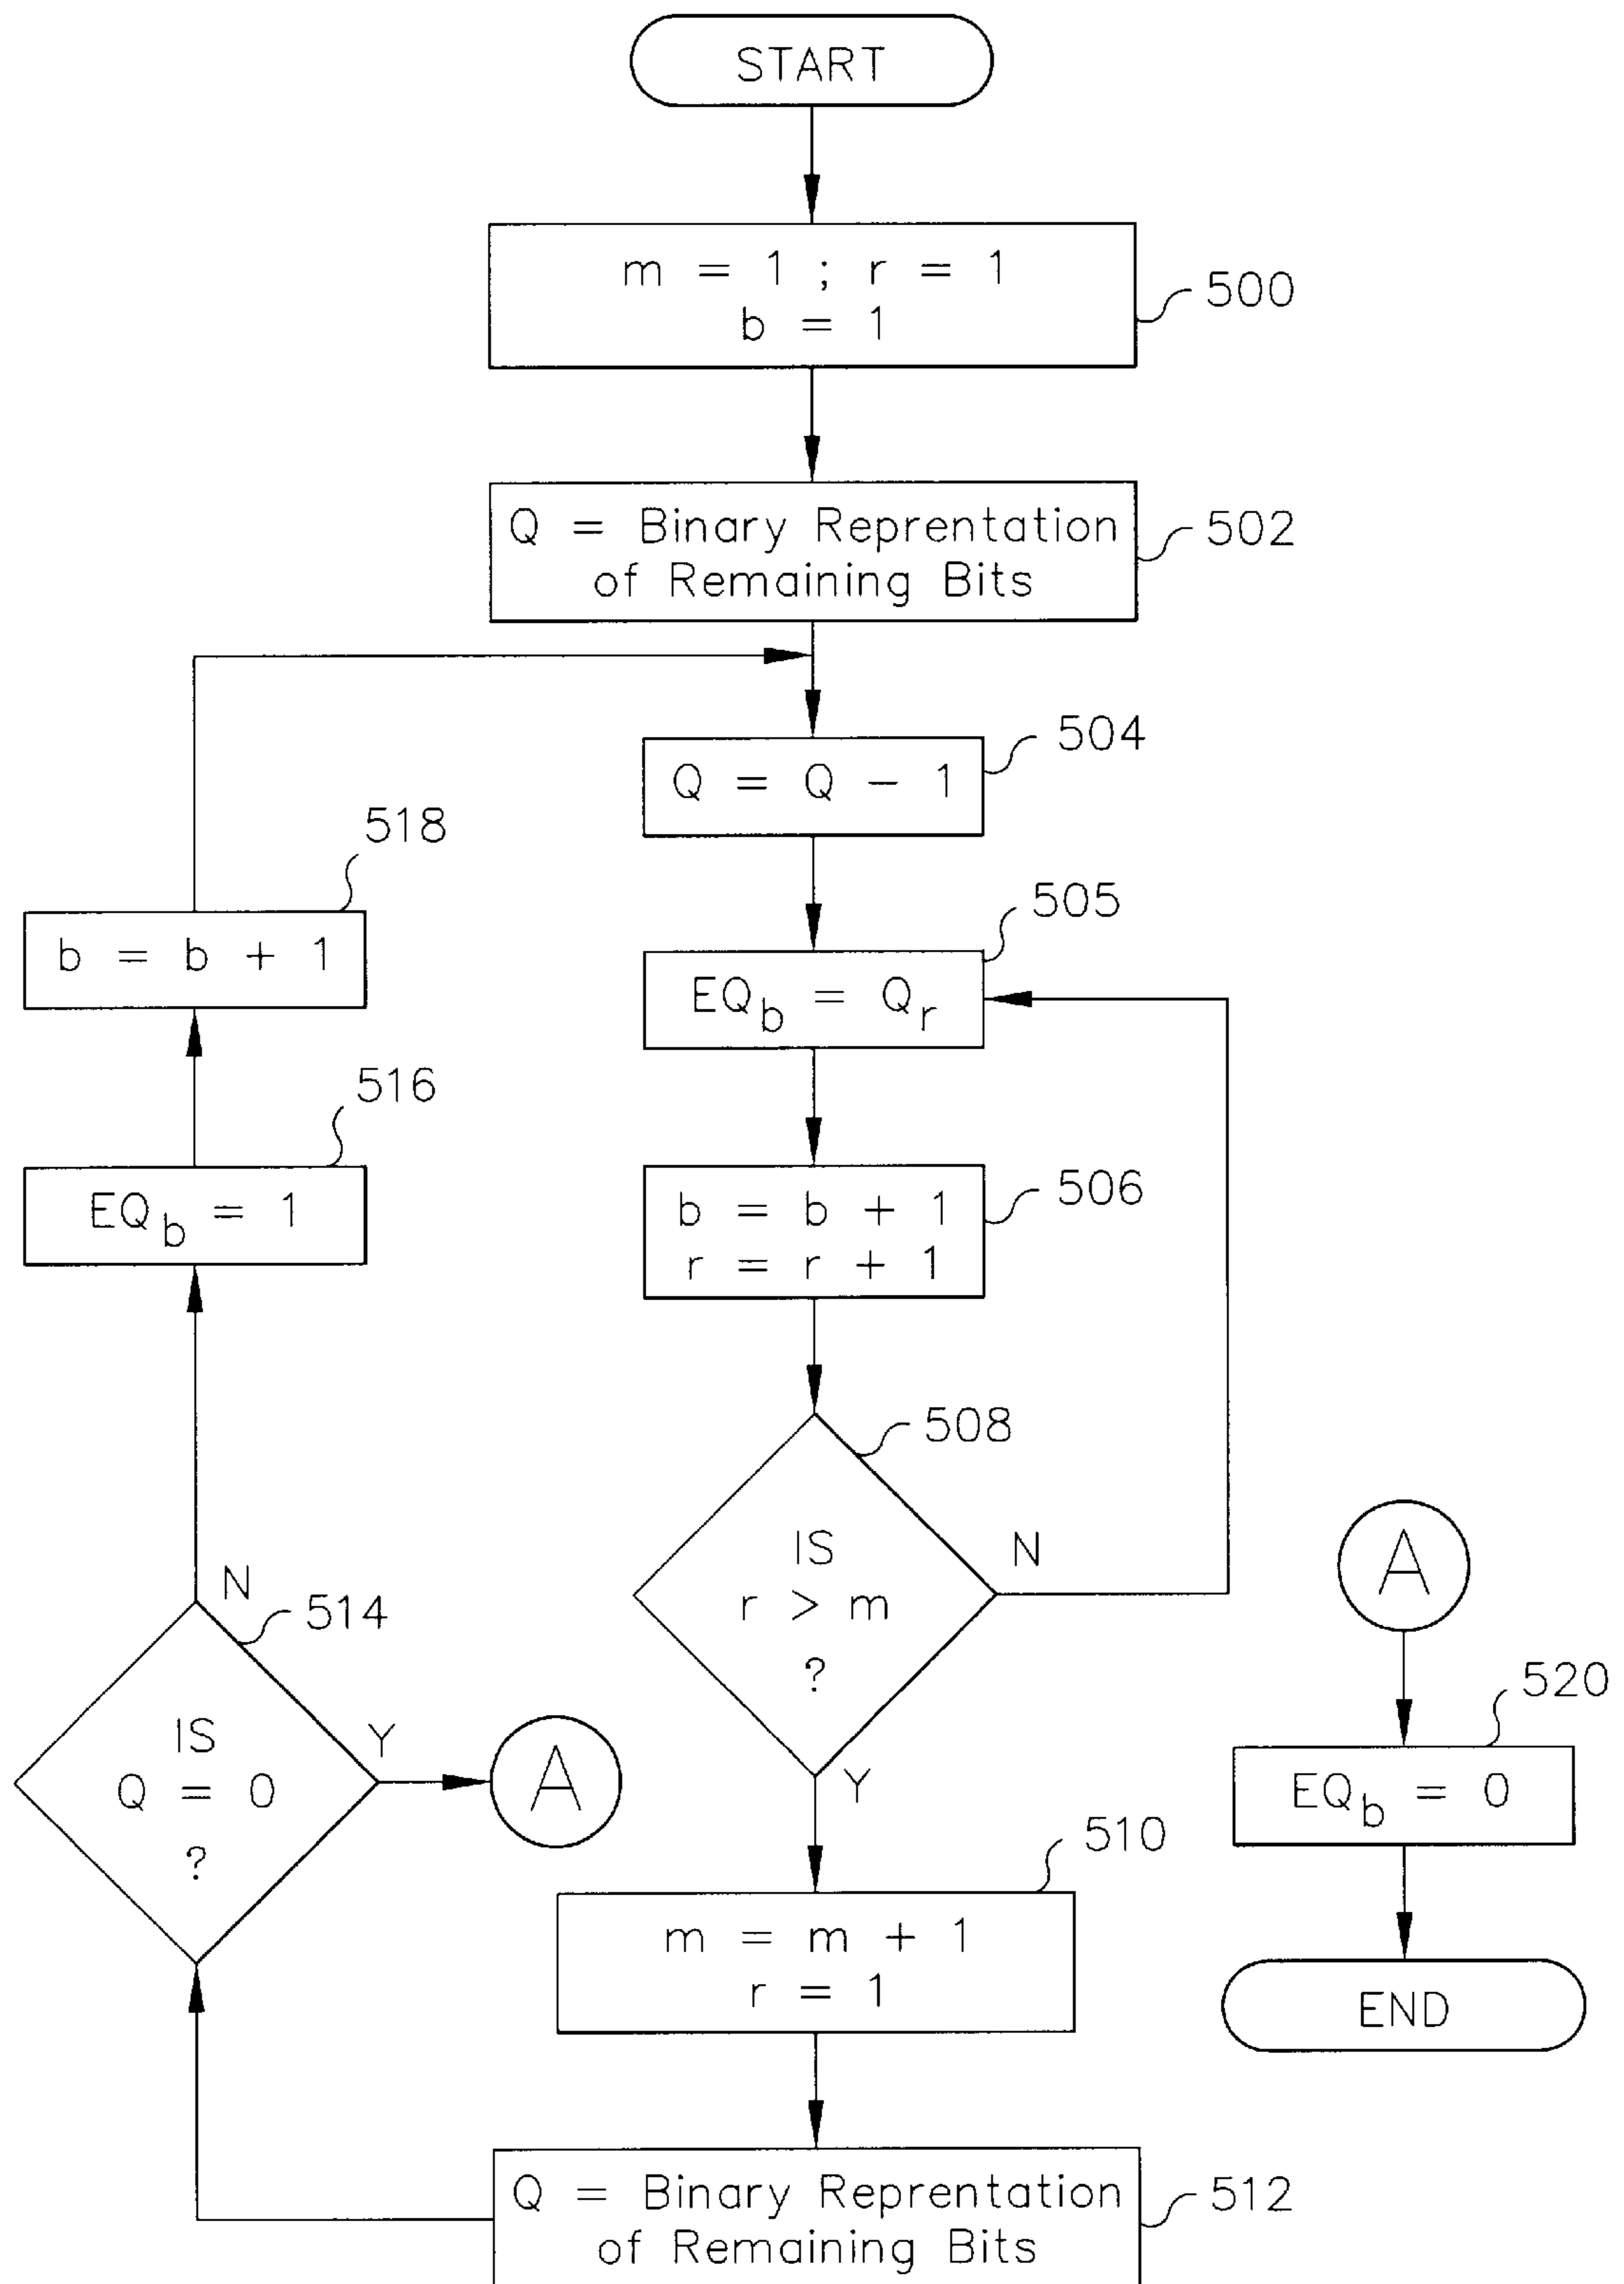 START
m = 1 ; r = 1
b = 1
500
Q = Binary Reprentation
of Remaining Bits
502
Q = Q - 1
504
518
b = b + 1
505
EQb = Qr
516
EQb = 1
506
b = b + 1
r = r + 1
508
IS
r > m
?
N
Y
A
N
514
IS
Q = 0
?
Y
A
520
EQb = 0
510
m = m + 1
r = 1
END
Q = Binary Reprentation
of Remaining Bits
512